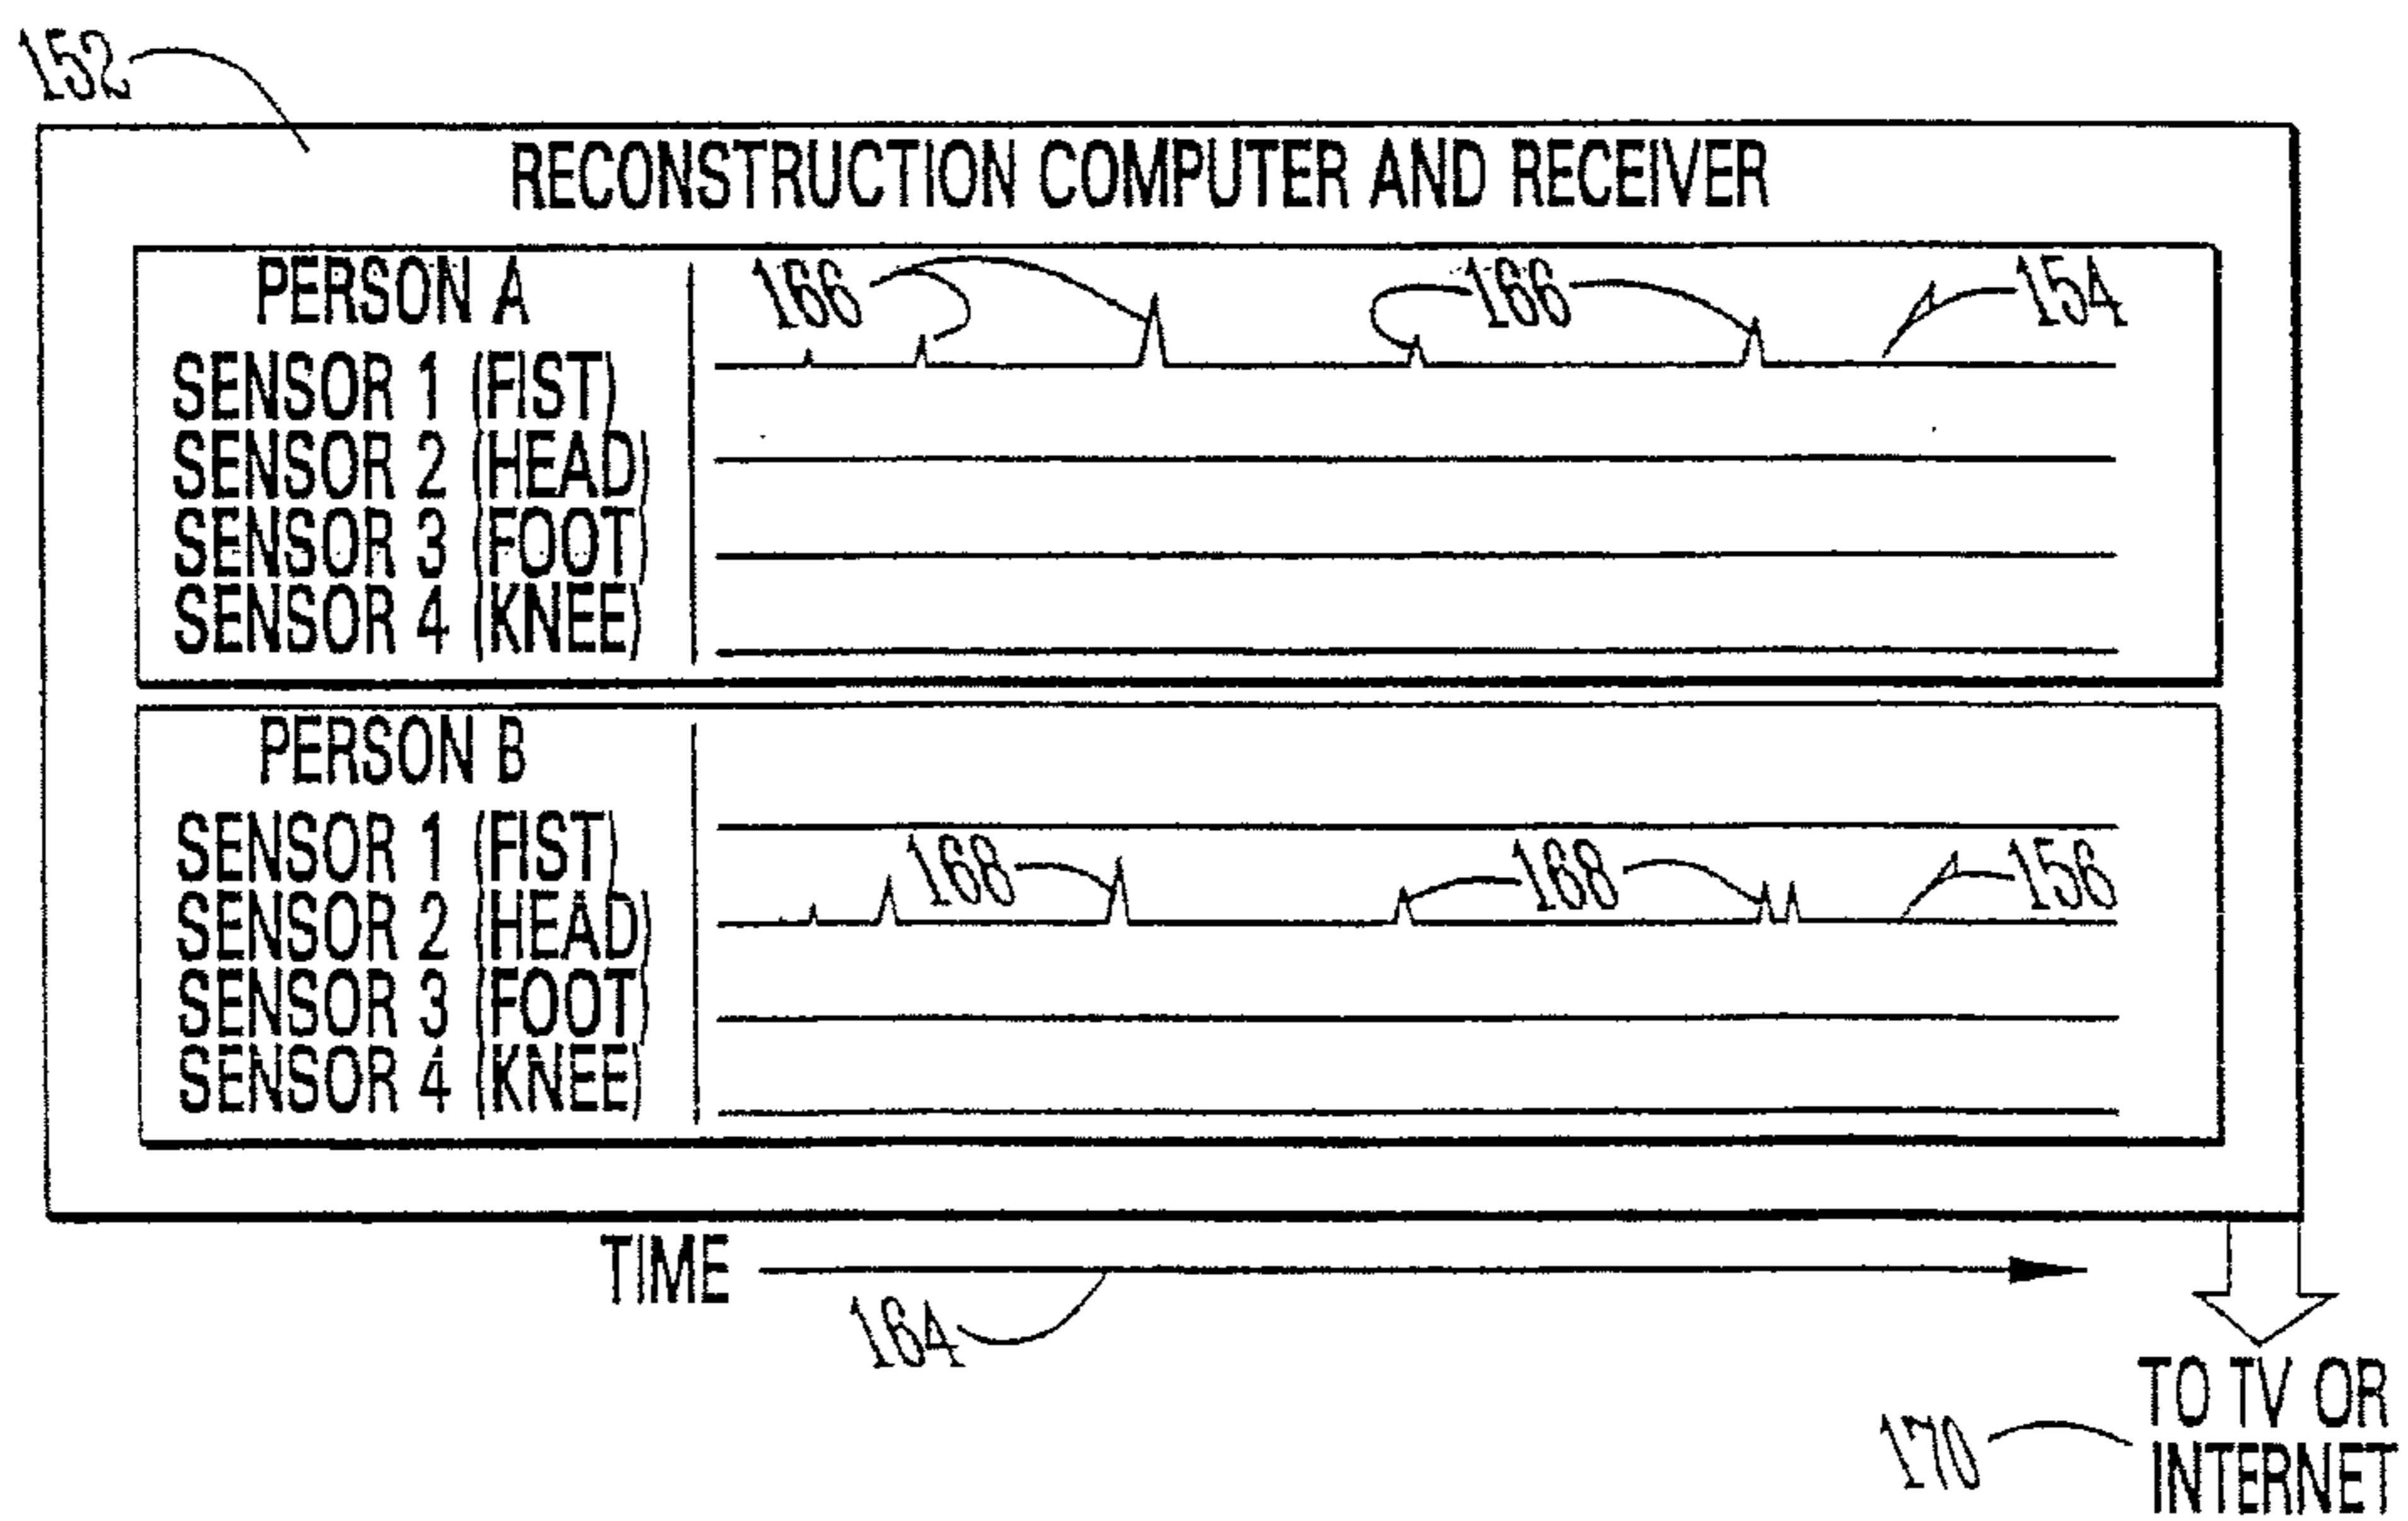 152
RECONSTRUCTION COMPUTER AND RECEIVER
PERSON A
166
166
154
SENSOR 1 (FIST)
SENSOR 2 (HEAD)
SENSOR 3 (FOOT)
SENSOR 4 (KNEE)
PERSON B
SENSOR 1 (FIST)
168
168
156
SENSOR 2 (HEAD)
SENSOR 3 (FOOT)
SENSOR 4 (KNEE)
TIME
164
TO TV OR
INTERNET
170